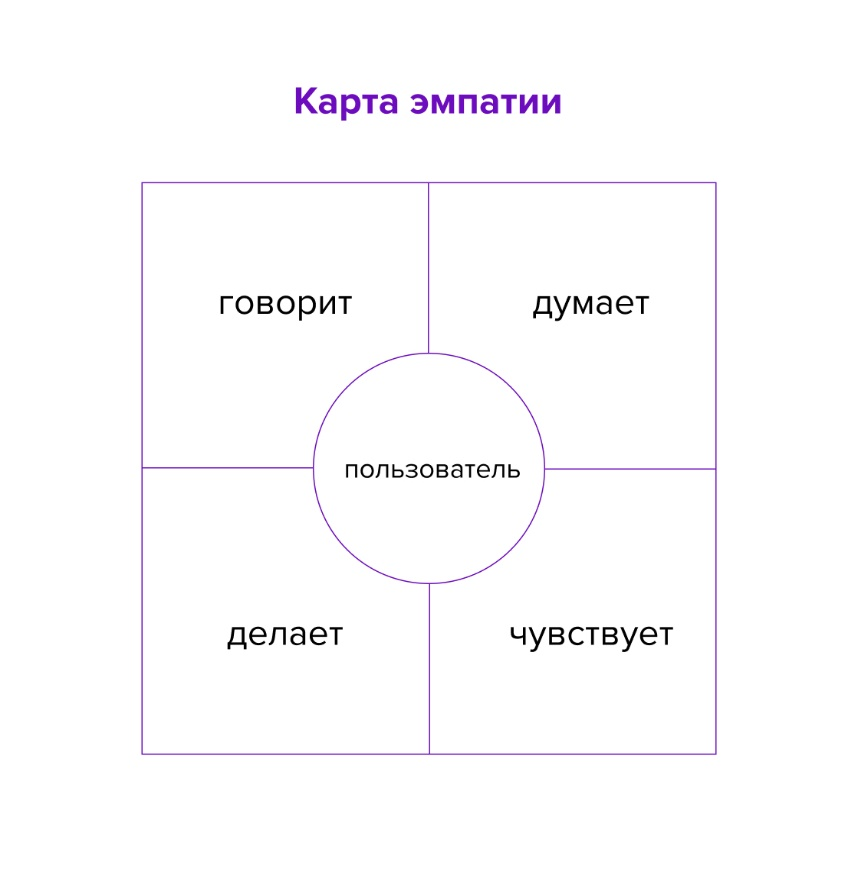 Карта эмпатии
говорит
думает
пользователь
делает
чувствует